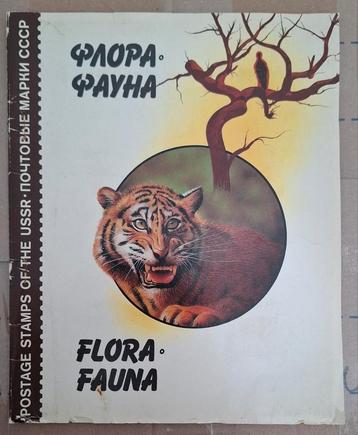 ФЛОРА·
ФАУНА
FLORA·
FAUNA
POSTAGE STAMPS OF THE USSR · ПОЧТОВЫЕ МАРКИ СССР